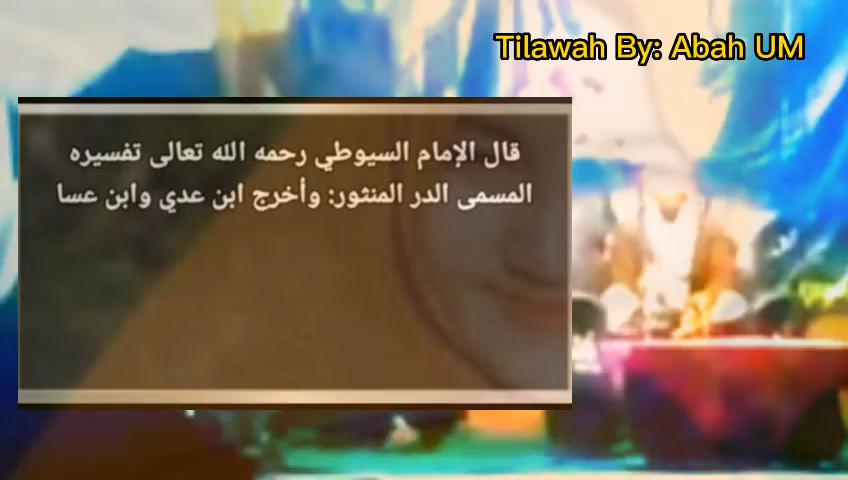 Tilawah By: Abah UM
قال الإمام السيوطي رحمه الله تعالى تفسيره
المسمى الدر المنثور: وأخرج ابن عدي وابن عسا